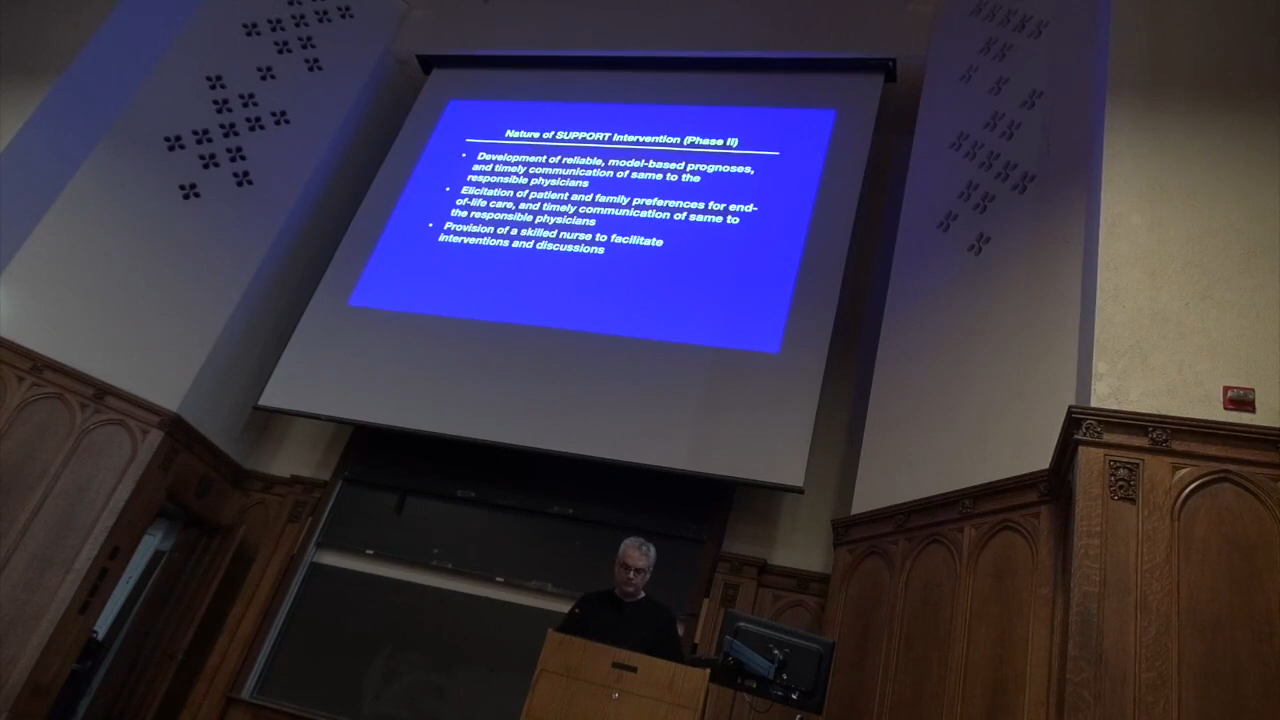 Nature of SUPPORT Intervention (Phase II)
• Development of reliable, model-based prognoses,
and timely communication of same to the
responsible physicians
• Elicitation of patient and family preferences for end-
of-life care, and timely communication of same to
the responsible physicians
• Provision of a skilled nurse to facilitate
interventions and discussions